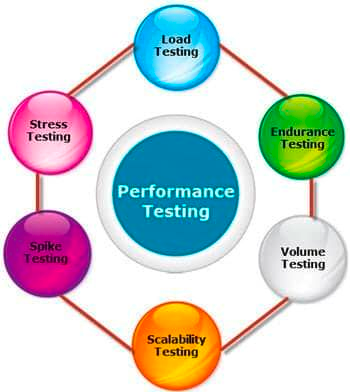 Load
Testing
Stress
Testing
Endurance
Testing
Performance
Testing
Spike
Testing
Volume
Testing
Scalability
Testing